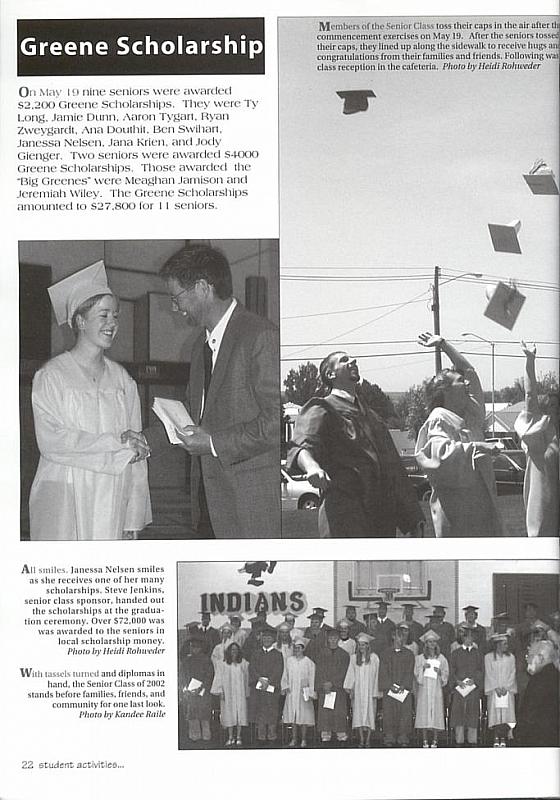 Greene Scholarship
On May 19 nine seniors were awarded
$2,200 Greene Scholarships. They were Ty
Long, Jamie Dunn, Aaron Tygart, Ryan
Zweygardt, Ana Douthit, Ben Swihart,
Janessa Nelsen, Jana Krien, and Jody
Gienger. Two seniors were awarded $4000
Greene Scholarships. Those awarded the
"Big Greenes" were Meaghan Jamison and
Jeremiah Wiley. The Greene Scholarships
amounted to $27,800 for 11 seniors.
Members of the Senior Class toss their caps in the air after th
commencement exercises on May 19. After the seniors tossed
their caps, they lined up along the sidewalk to receive hugs an
congratulations from their families and friends. Following was
class reception in the cafeteria. Photo by Heidi Rohweder
All smiles. Janessa Nelsen smiles
as she receives one of her many
scholarships. Steve Jenkins,
senior class sponsor, handed out
the scholarships at the gradua-
tion ceremony. Over $72,000 was
was awarded to the seniors in
local scholarship money.
Photo by Heidi Rohweder
With tassels turned and diplomas in
hand, the Senior Class of 2002
stands before families, friends, and
community for one last look.
Photo by Kandee Raile
INDIANS
22 student activities...